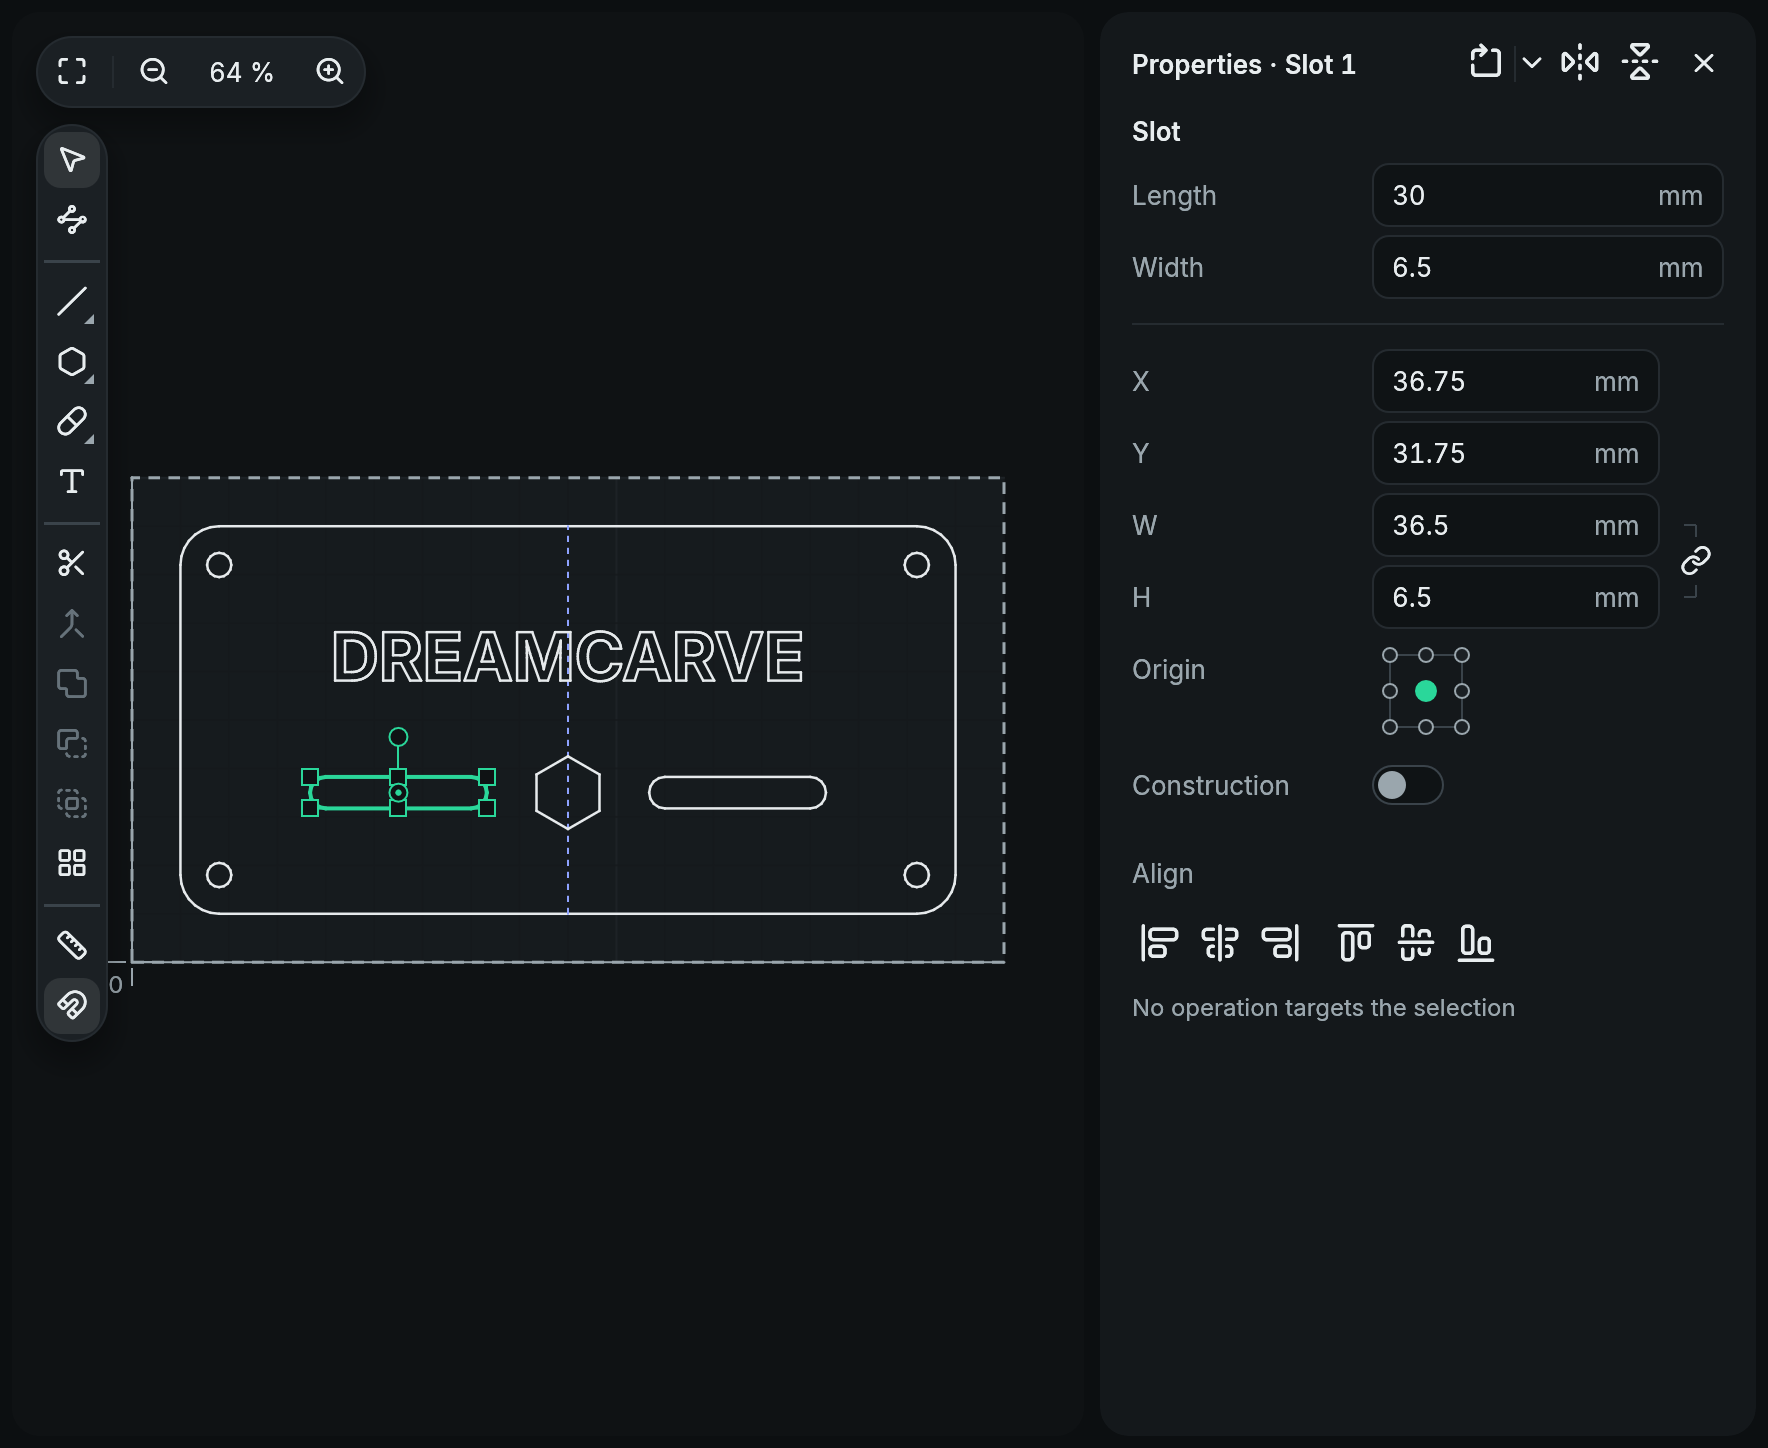 64 %
Properties · Slot 1
Slot
Length 30 mm
Width 6.5 mm
X 36.75 mm
Y 31.75 mm
W 36.5 mm
H 6.5 mm
Origin
Construction
Align
No operation targets the selection
DREAMCARVE
0